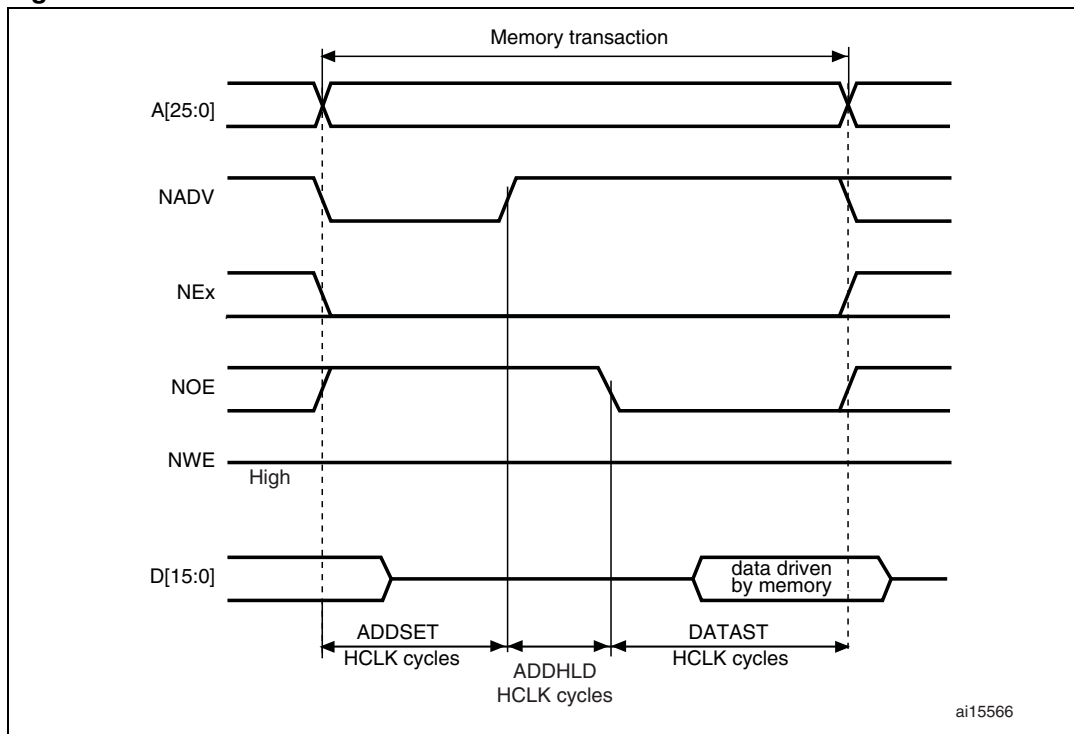 Memory transaction
A[25:0]
NADV
NEx
NOE
NWE
High
D[15:0]
data driven
by memory
ADDSET
HCLK cycles
ADDHLD
HCLK cycles
DATAST
HCLK cycles
ai15566